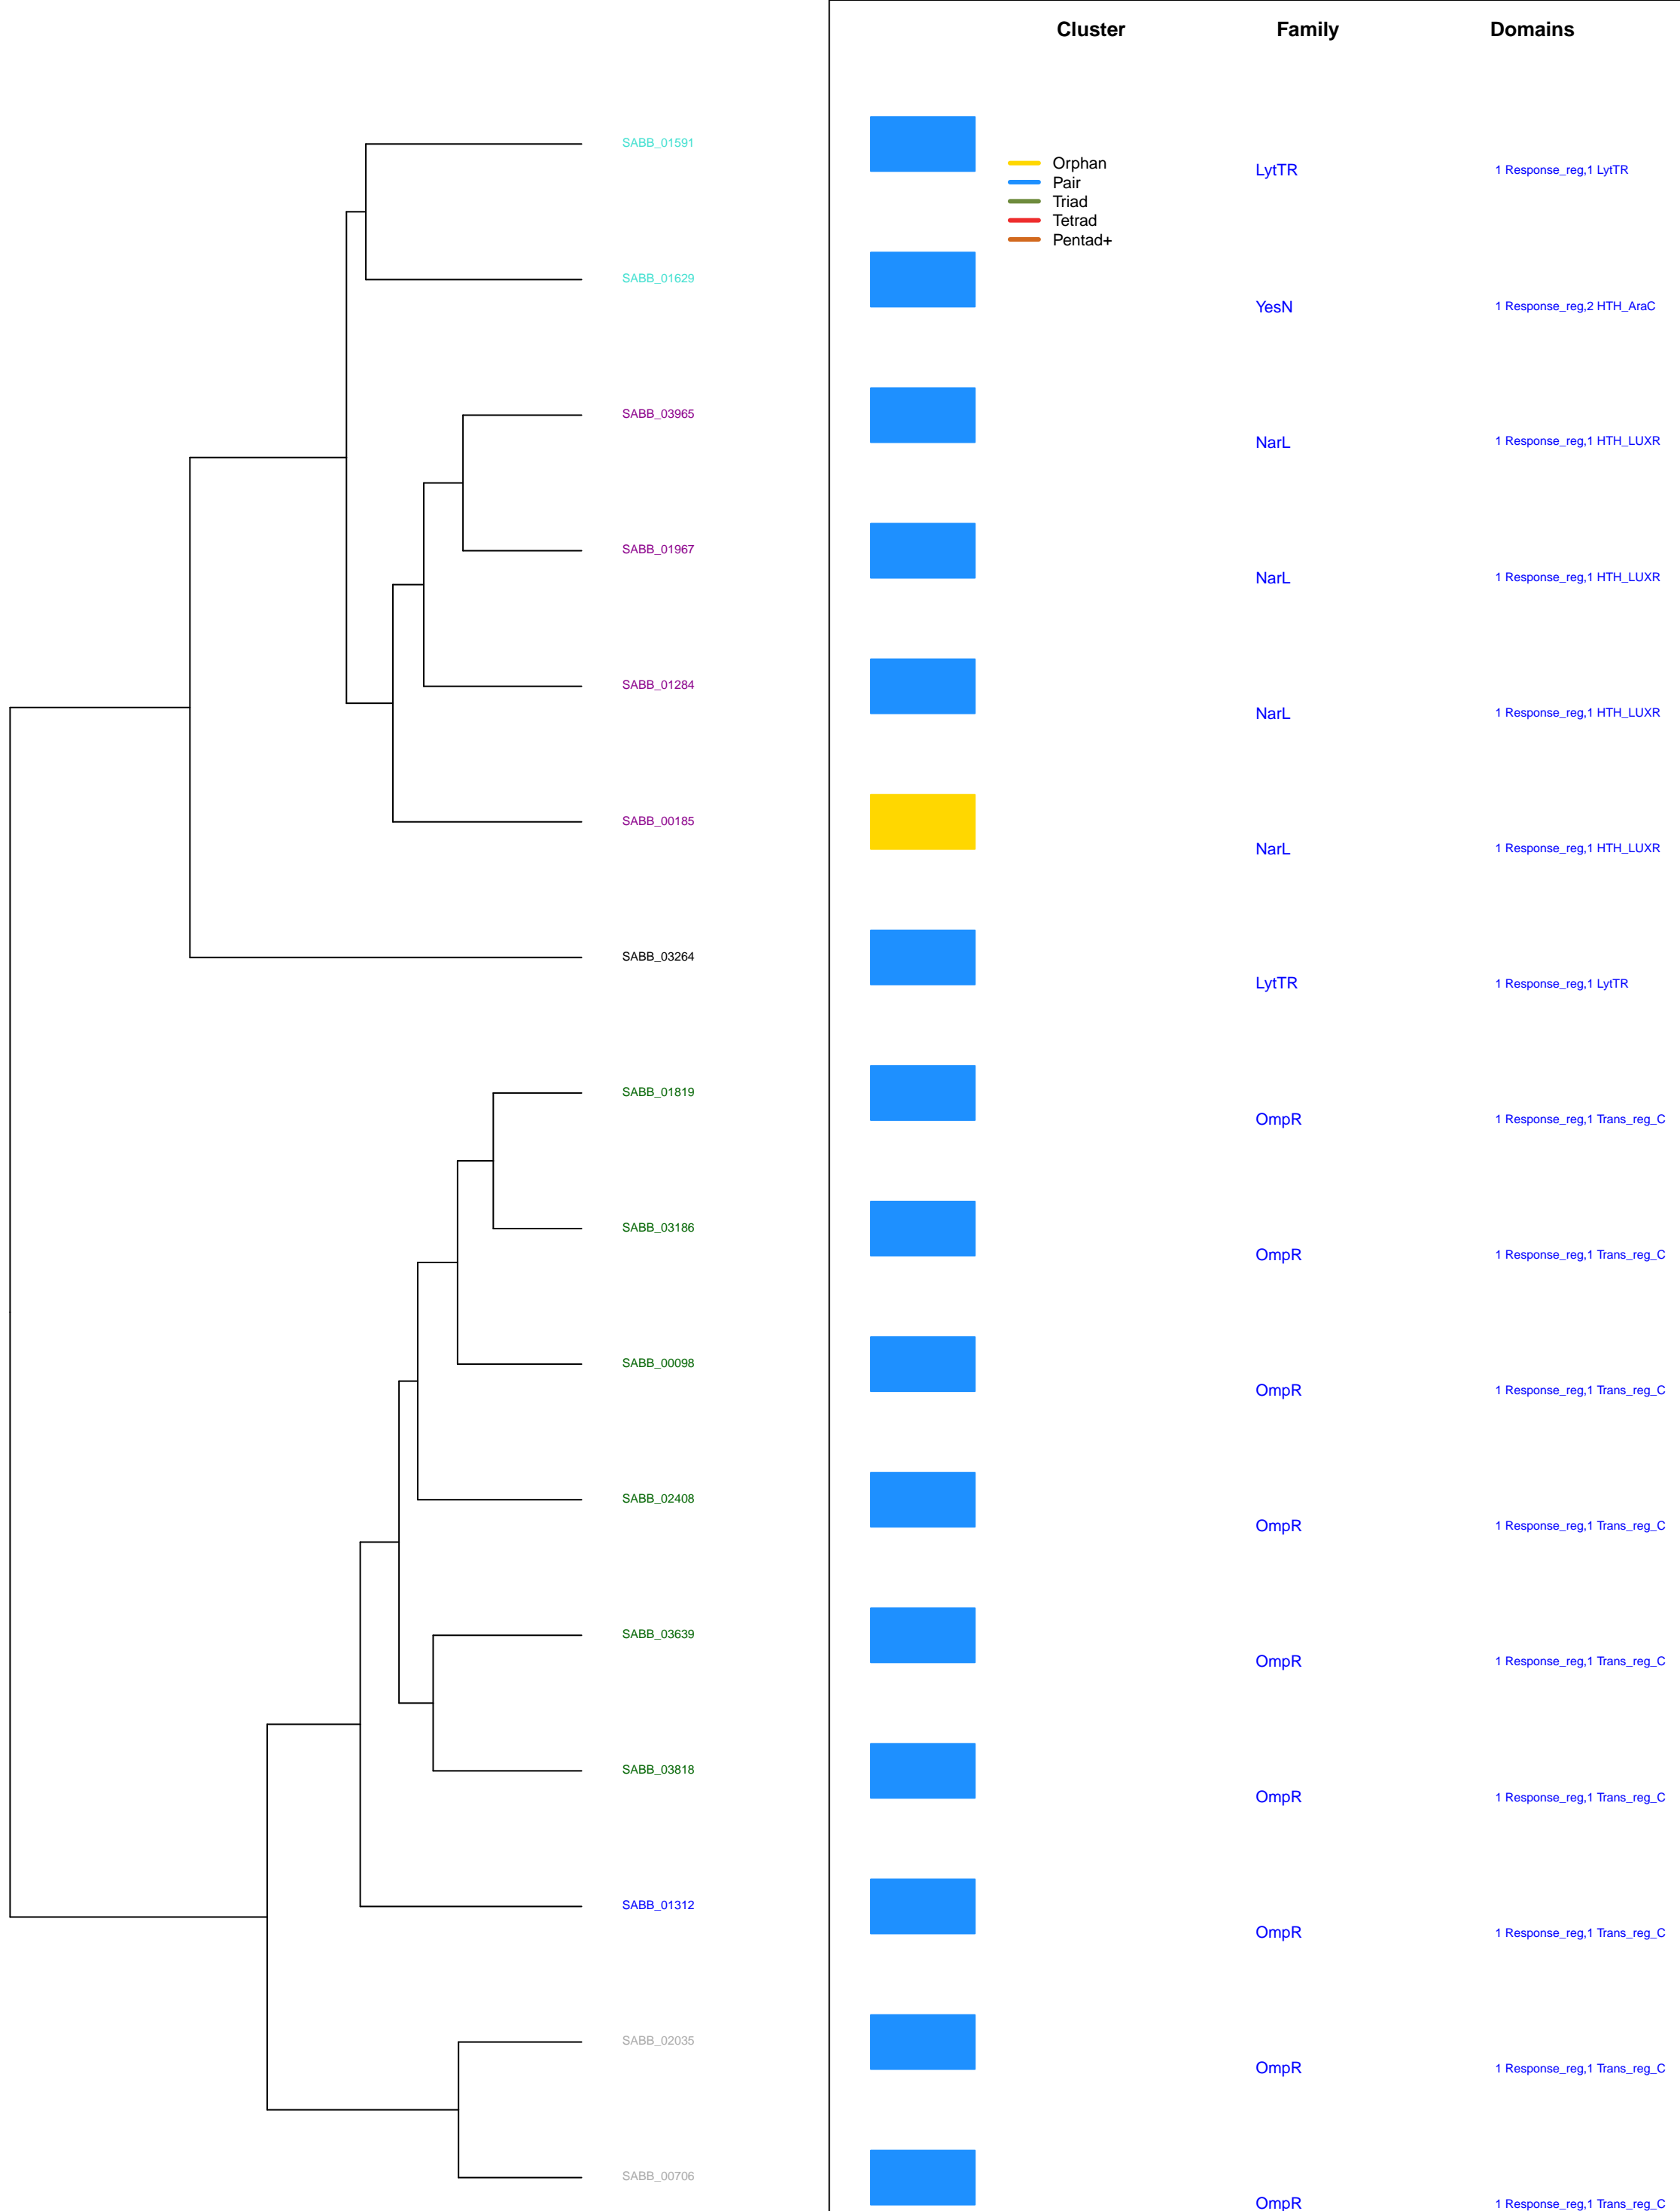 Cluster Family Domains
SABB_01591
Orphan
LytTR 1 Response_reg,1 LytTR
Pair
Triad
Tetrad
Pentad+
SABB_01629
YesN 1 Response_reg,2 HTH_AraC
SABB_03965
NarL 1 Response_reg,1 HTH_LUXR
SABB_01967
NarL 1 Response_reg,1 HTH_LUXR
SABB_01284
NarL 1 Response_reg,1 HTH_LUXR
SABB_00185
NarL 1 Response_reg,1 HTH_LUXR
SABB_03264
LytTR 1 Response_reg,1 LytTR
SABB_01819
OmpR 1 Response_reg,1 Trans_reg_C
SABB_03186
OmpR 1 Response_reg,1 Trans_reg_C
SABB_00098
OmpR 1 Response_reg,1 Trans_reg_C
SABB_02408
OmpR 1 Response_reg,1 Trans_reg_C
SABB_03639
OmpR 1 Response_reg,1 Trans_reg_C
SABB_03818
OmpR 1 Response_reg,1 Trans_reg_C
SABB_01312
OmpR 1 Response_reg,1 Trans_reg_C
SABB_02035
OmpR 1 Response_reg,1 Trans_reg_C
SABB_00706
OmpR 1 Response_reg,1 Trans_reg_C